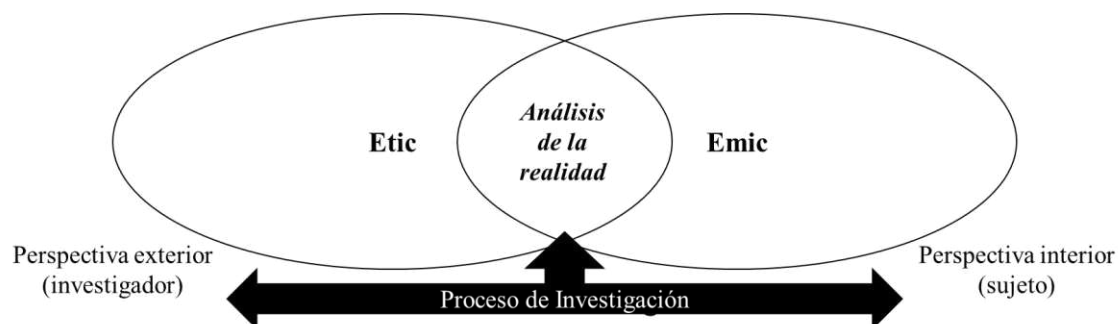 Análisis
de la
realidad
Etic
Emic
Perspectiva exterior
(investigador)
Perspectiva interior
(sujeto)
Proceso de Investigación